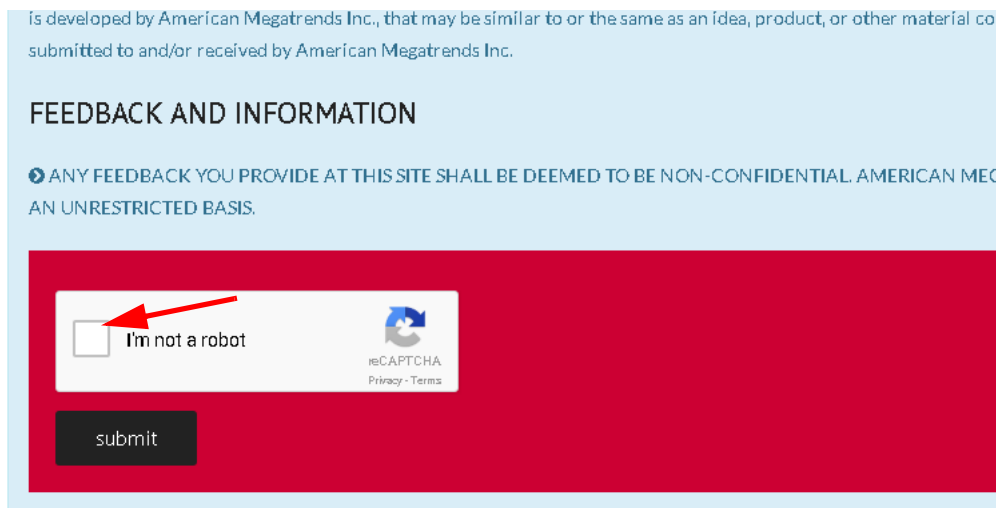 is developed by American Megatrends Inc., that may be similar to or the same as an idea, product, or other material co
submitted to and/or received by American Megatrends Inc.
FEEDBACK AND INFORMATION
ANY FEEDBACK YOU PROVIDE AT THIS SITE SHALL BE DEEMED TO BE NON-CONFIDENTIAL. AMERICAN MEG
AN UNRESTRICTED BASIS.
I'm not a robot
reCAPTCHA
Privacy - Terms
submit